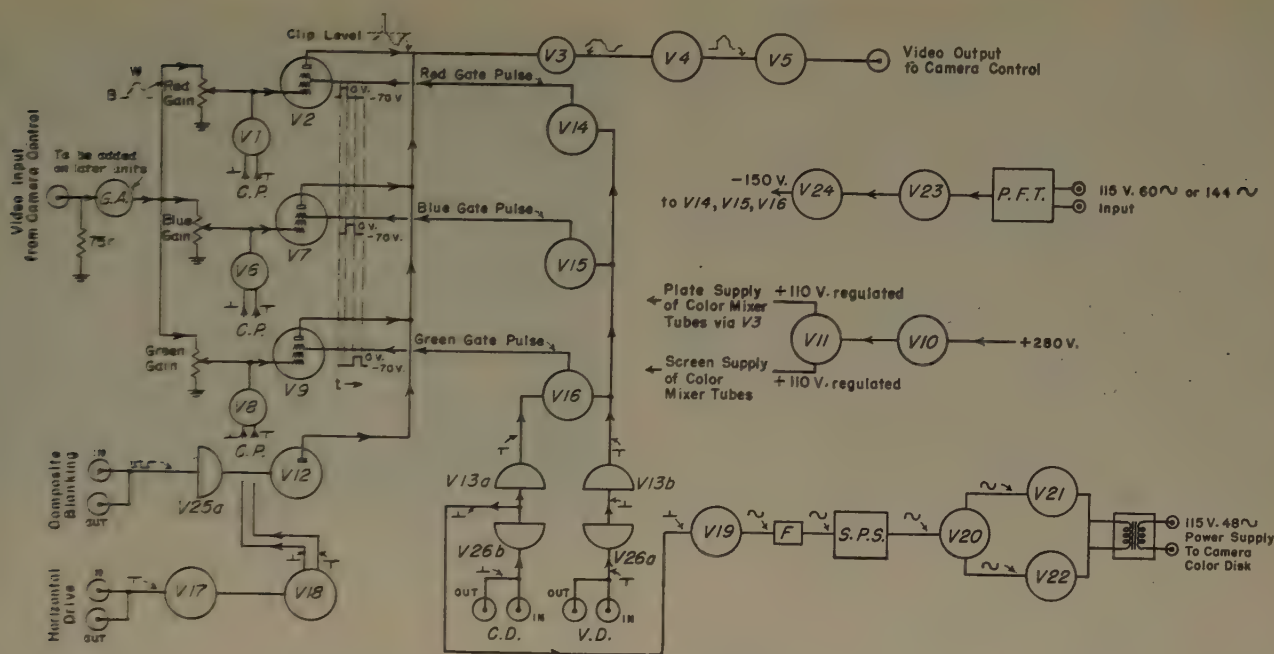 Clip Level
V3
V4
V5
Video Output
to Camera Control
W
B
Red
Gain
V2
0 V.
-70 V.
Red Gate Pulse
V14
V1
C.P.
Video Input
from Camera Control
To be added
on later units
G.A.
75
Blue
Gain
V7
0 V.
-70 V.
Blue Gate Pulse
V15
V6
C.P.
-150 V.
to V14, V15, V16
V24
V23
P.F.T.
115 V. 60~ or 144~
Input
Green
Gain
V9
0 V.
-70 V.
t
Green Gate Pulse
V16
V8
C.P.
Plate Supply
of Color Mixer
Tubes via V3
+110 V. regulated
V11
V10
+280V.
Screen Supply
of Color
Mixer Tubes
+110 V. regulated
Composite
Blanking
IN
OUT
V25a
V12
V13a
V13b
V26b
V26a
Horizontal
Drive
IN
OUT
V17
V18
OUT
IN
C.D.
OUT
IN
V.D.
V19
F
S.P.S.
V20
V21
V22
115 V. 48~
Power Supply
To Camera
Color Disk